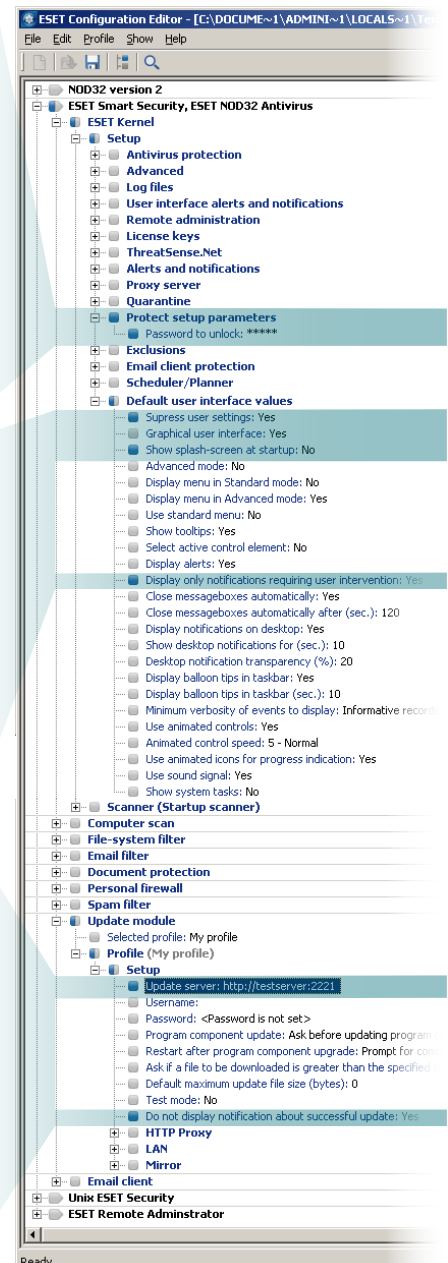 ESET Configuration Editor - [C:\DOCUME~1\ADMINI~1\LOCALS~1\
File Edit Profile Show Help
NOD32 version 2
ESET Smart Security, ESET NOD32 Antivirus
ESET Kernel
Setup
Antivirus protection
Advanced
Log files
User interface alerts and notifications
Remote administration
License keys
ThreatSense.Net
Alerts and notifications
Proxy server
Quarantine
Protect setup parameters
Password to unlock: *****
Exclusions
Email client protection
Scheduler/Planner
Default user interface values
Supress user settings: Yes
Graphical user interface: Yes
Show splash-screen at startup: No
Advanced mode: No
Display menu in Standard mode: No
Display menu in Advanced mode: Yes
Use standard menu: No
Show tooltips: Yes
Select active control element: No
Display alerts: Yes
Display only notifications requiring user intervention: Yes
Close messageboxes automatically: Yes
Close messageboxes automatically after (sec.): 120
Display notifications on desktop: Yes
Show desktop notifications for (sec.): 10
Desktop notification transparency (%): 20
Display balloon tips in taskbar: Yes
Display balloon tips in taskbar (sec.): 10
Minimum verbosity of events to display: Informative record
Use animated controls: Yes
Animated control speed: 5 - Normal
Use animated icons for progress indication: Yes
Use sound signal: Yes
Show system tasks: No
Scanner (Startup scanner)
Computer scan
File-system filter
Email filter
Document protection
Personal firewall
Spam filter
Update module
Selected profile: My profile
Profile (My profile)
Setup
Update server: http://testserver:2221
Username:
Password: <Password is not set>
Program component update: Ask before updating program
Restart after program component upgrade: Prompt for
Ask if a file to be downloaded is greater than the specified
Default maximum update file size (bytes): 0
Test mode: No
Do not display notification about successful update: Yes
HTTP Proxy
LAN
Mirror
Email client
Unix ESET Security
ESET Remote Adminstrator
Ready